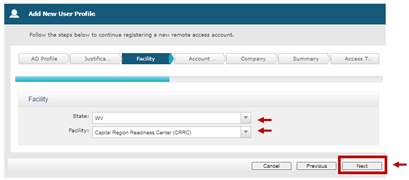 Add New User Profile
Follow the steps below to continue registering a new remote access account.
AD Profile Justifica... Facility Account ... Company Summary Access T...
Facility
State: WV
Facility: Capital Region Readiness Center (CRRC)
Cancel Previous Next